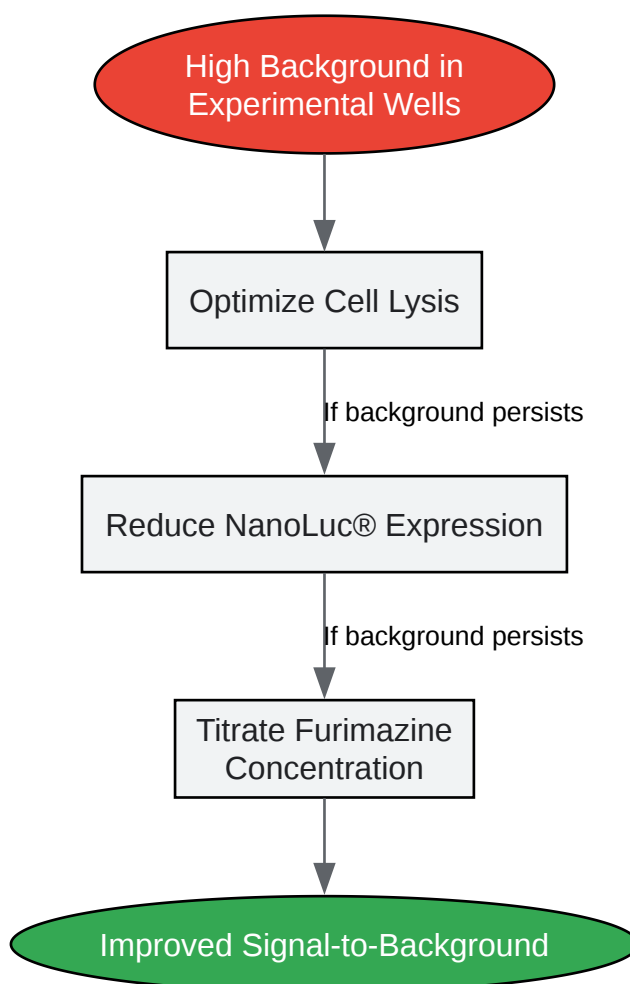 High Background in
Experimental Wells
Optimize Cell Lysis
If background persists
Reduce NanoLuc® Expression
If background persists
Titrate Furimazine
Concentration
Improved Signal-to-Background